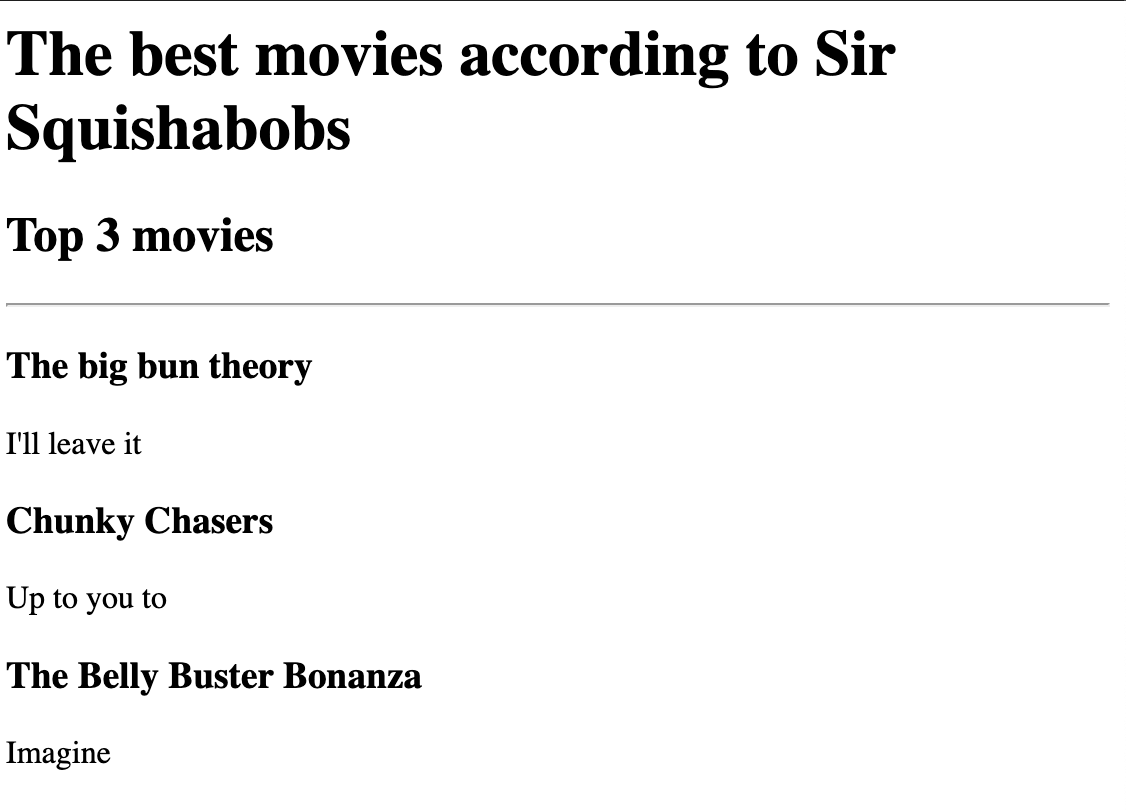 The best movies according to Sir
Squishabobs
Top 3 movies
The big bun theory
I'll leave it
Chunky Chasers
Up to you to
The Belly Buster Bonanza
Imagine